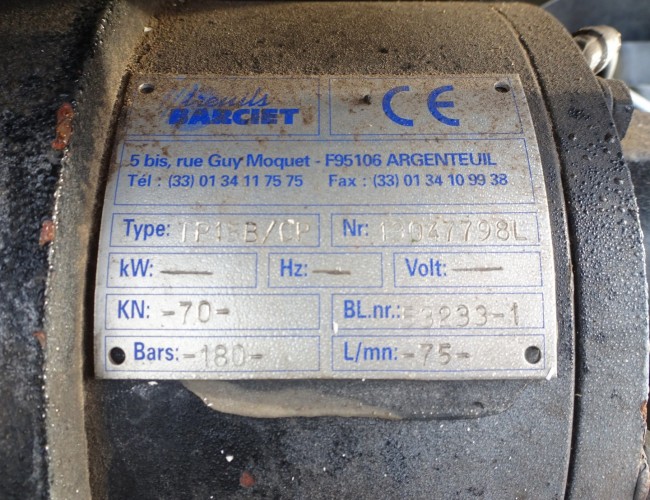 treuils
BARCIET
CE
5 bis, rue Guy Moquet - F95106 ARGENTEUIL
Tél : (33) 01 34 11 75 75 Fax : (33) 01 34 10 99 38
Type: Nr:
kW: — Hz: — Volt: —
KN: -70- BL.nr.:
Bars: -180- L/mn: -75-